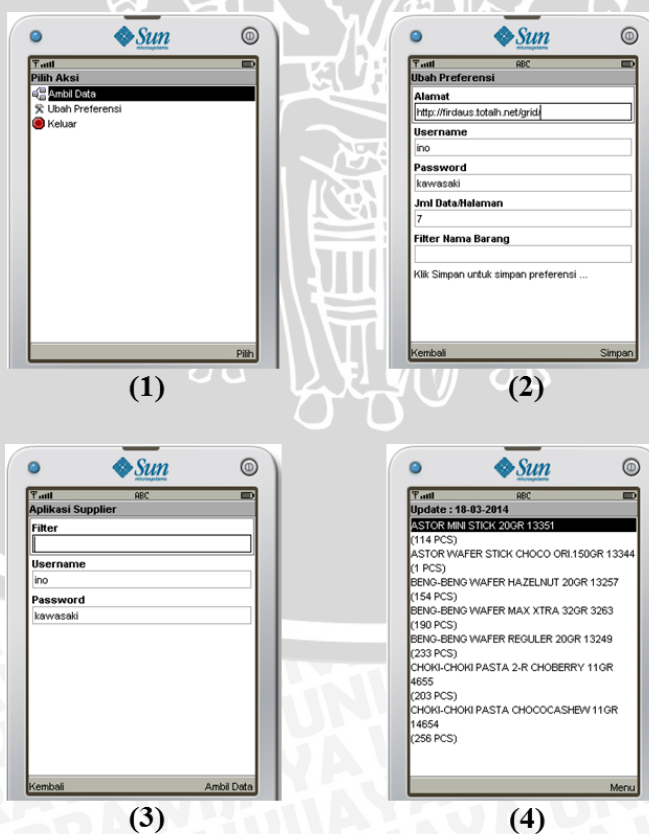 Sun
microsystems
Pilih Aksi
Ambil Data
Ubah Preferensi
Keluar
Pilih
(1)
Sun
microsystems
ABC
Ubah Preferensi
Alamat
http://firdaus.totalh.net/grid/
Username
ino
Password
kawasaki
Jml Data/Halaman
7
Filter Nama Barang
Klik Simpan untuk simpan preferensi ...
Kembali Simpan
(2)
Sun
microsystems
ABC
Aplikasi Supplier
Filter
Username
ino
Password
kawasaki
Kembali Ambil Data
(3)
Sun
microsystems
ABC
Update : 18-03-2014
ASTOR MINI STICK 20GR 13351
(114 PCS)
ASTOR WAFER STICK CHOCO ORI.150GR 13344
(1 PCS)
BENG-BENG WAFER HAZELNUT 20GR 13257
(154 PCS)
BENG-BENG WAFER MAX XTRA 32GR 3263
(190 PCS)
BENG-BENG WAFER REGULER 20GR 13249
(233 PCS)
CHOKI-CHOKI PASTA 2-R CHOBERRY 11GR
4655
(203 PCS)
CHOKI-CHOKI PASTA CHOCOCASHEW 11GR
14654
(256 PCS)
Menu
(4)